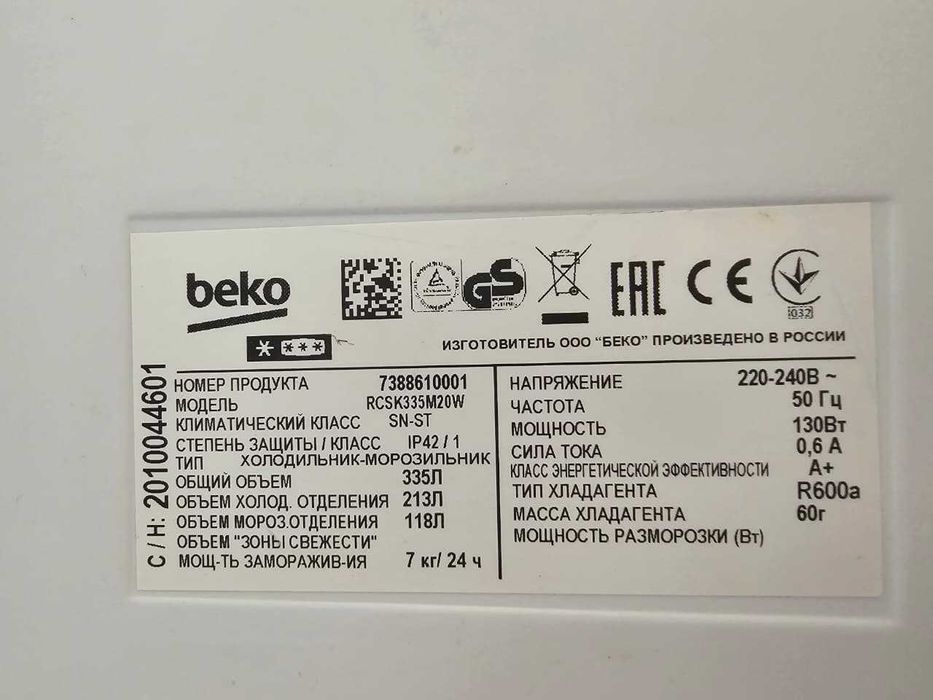 beko
GS
EAC
CE
032
ИЗГОТОВИТЕЛЬ ООО "БЕКО" ПРОИЗВЕДЕНО В РОССИИ
С / Н: 2010044601
НОМЕР ПРОДУКТА 7388610001
МОДЕЛЬ RCSK335M20W
КЛИМАТИЧЕСКИЙ КЛАСС SN-ST
СТЕПЕНЬ ЗАЩИТЫ / КЛАСС IP42 / 1
ТИП ХОЛОДИЛЬНИК-МОРОЗИЛЬНИК
ОБЩИЙ ОБЪЕМ 335Л
ОБЪЕМ ХОЛОД. ОТДЕЛЕНИЯ 213Л
ОБЪЕМ МОРОЗ.ОТДЕЛЕНИЯ 118Л
ОБЪЕМ "ЗОНЫ СВЕЖЕСТИ"
МОЩ-ТЬ ЗАМОРАЖИВ-ИЯ 7 кг/ 24 ч
НАПРЯЖЕНИЕ 220-240В ~
ЧАСТОТА 50 Гц
МОЩНОСТЬ 130Вт
СИЛА ТОКА 0,6 А
КЛАСС ЭНЕРГЕТИЧЕСКОЙ ЭФФЕКТИВНОСТИ А+
ТИП ХЛАДАГЕНТА R600a
МАССА ХЛАДАГЕНТА 60г
МОЩНОСТЬ РАЗМОРОЗКИ (Вт)